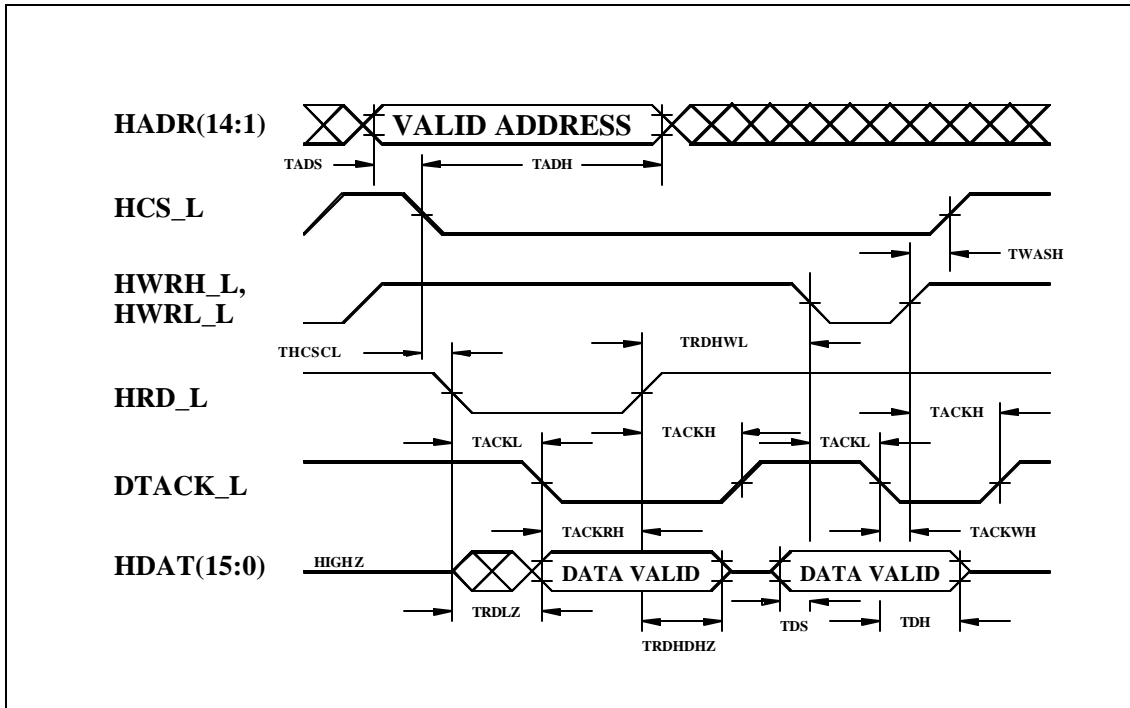 HADR(14:1)
VALID ADDRESS
TADS
TADH
HCS_L
TWASH
HWRH_L,
HWRL_L
THCSCL
TRDHWL
HRD_L
TACKH
TACKL
TACKH
TACKL
DTACK_L
TACKRH
TACKWH
HDAT(15:0)
HIGHZ
DATA VALID
DATA VALID
TRDLZ
TDS
TDH
TRDHDHZ